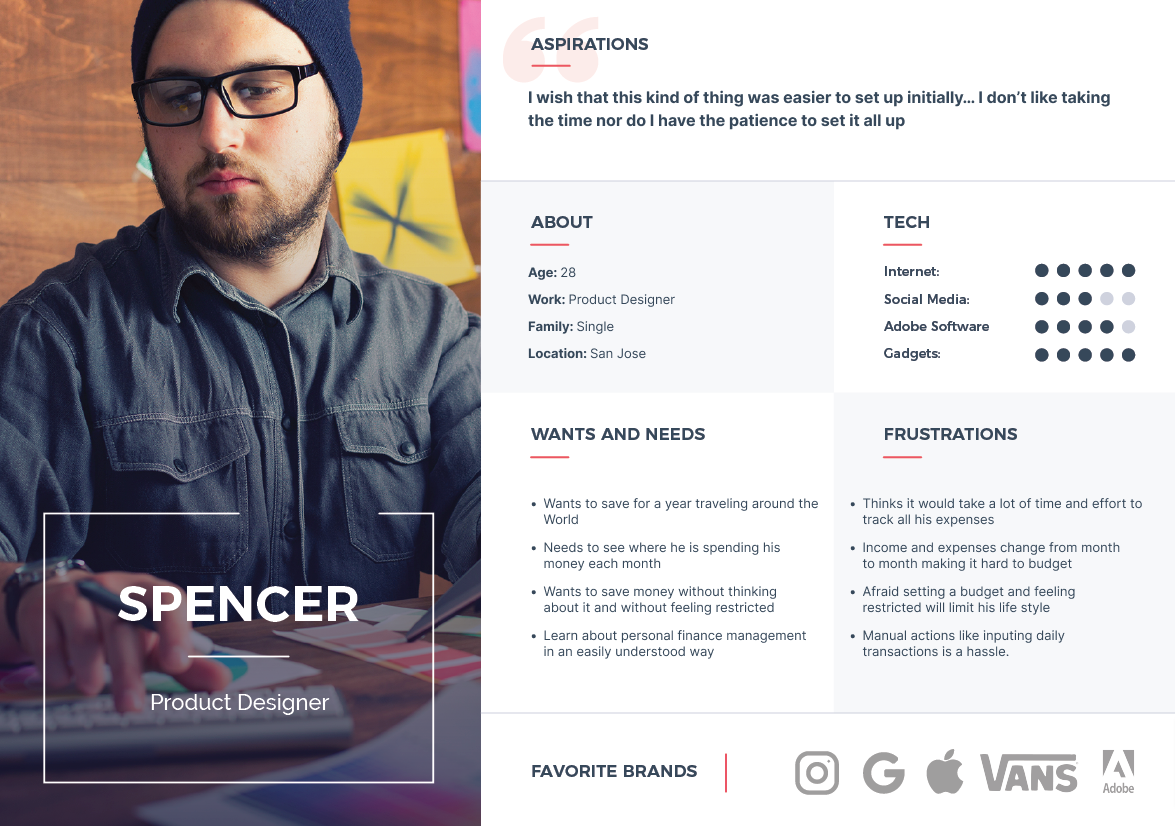 ASPIRATIONS
I wish that this kind of thing was easier to set up initially... I don’t like taking
the time nor do I have the patience to set it all up
ABOUT
Age: 28
Work: Product Designer
Family: Single
Location: San Jose
TECH
Internet:
Social Media:
Adobe Software
Gadgets:
WANTS AND NEEDS
• Wants to save for a year traveling around the
World
• Needs to see where he is spending his
money each month
• Wants to save money without thinking
about it and without feeling restricted
• Learn about personal finance management
in an easily understood way
FRUSTRATIONS
• Thinks it would take a lot of time and effort to
track all his expenses
• Income and expenses change from month
to month making it hard to budget
• Afraid setting a budget and feeling
restricted will limit his life style
• Manual actions like inputing daily
transactions is a hassle.
SPENCER
Product Designer
FAVORITE BRANDS
G
VANS
Adobe